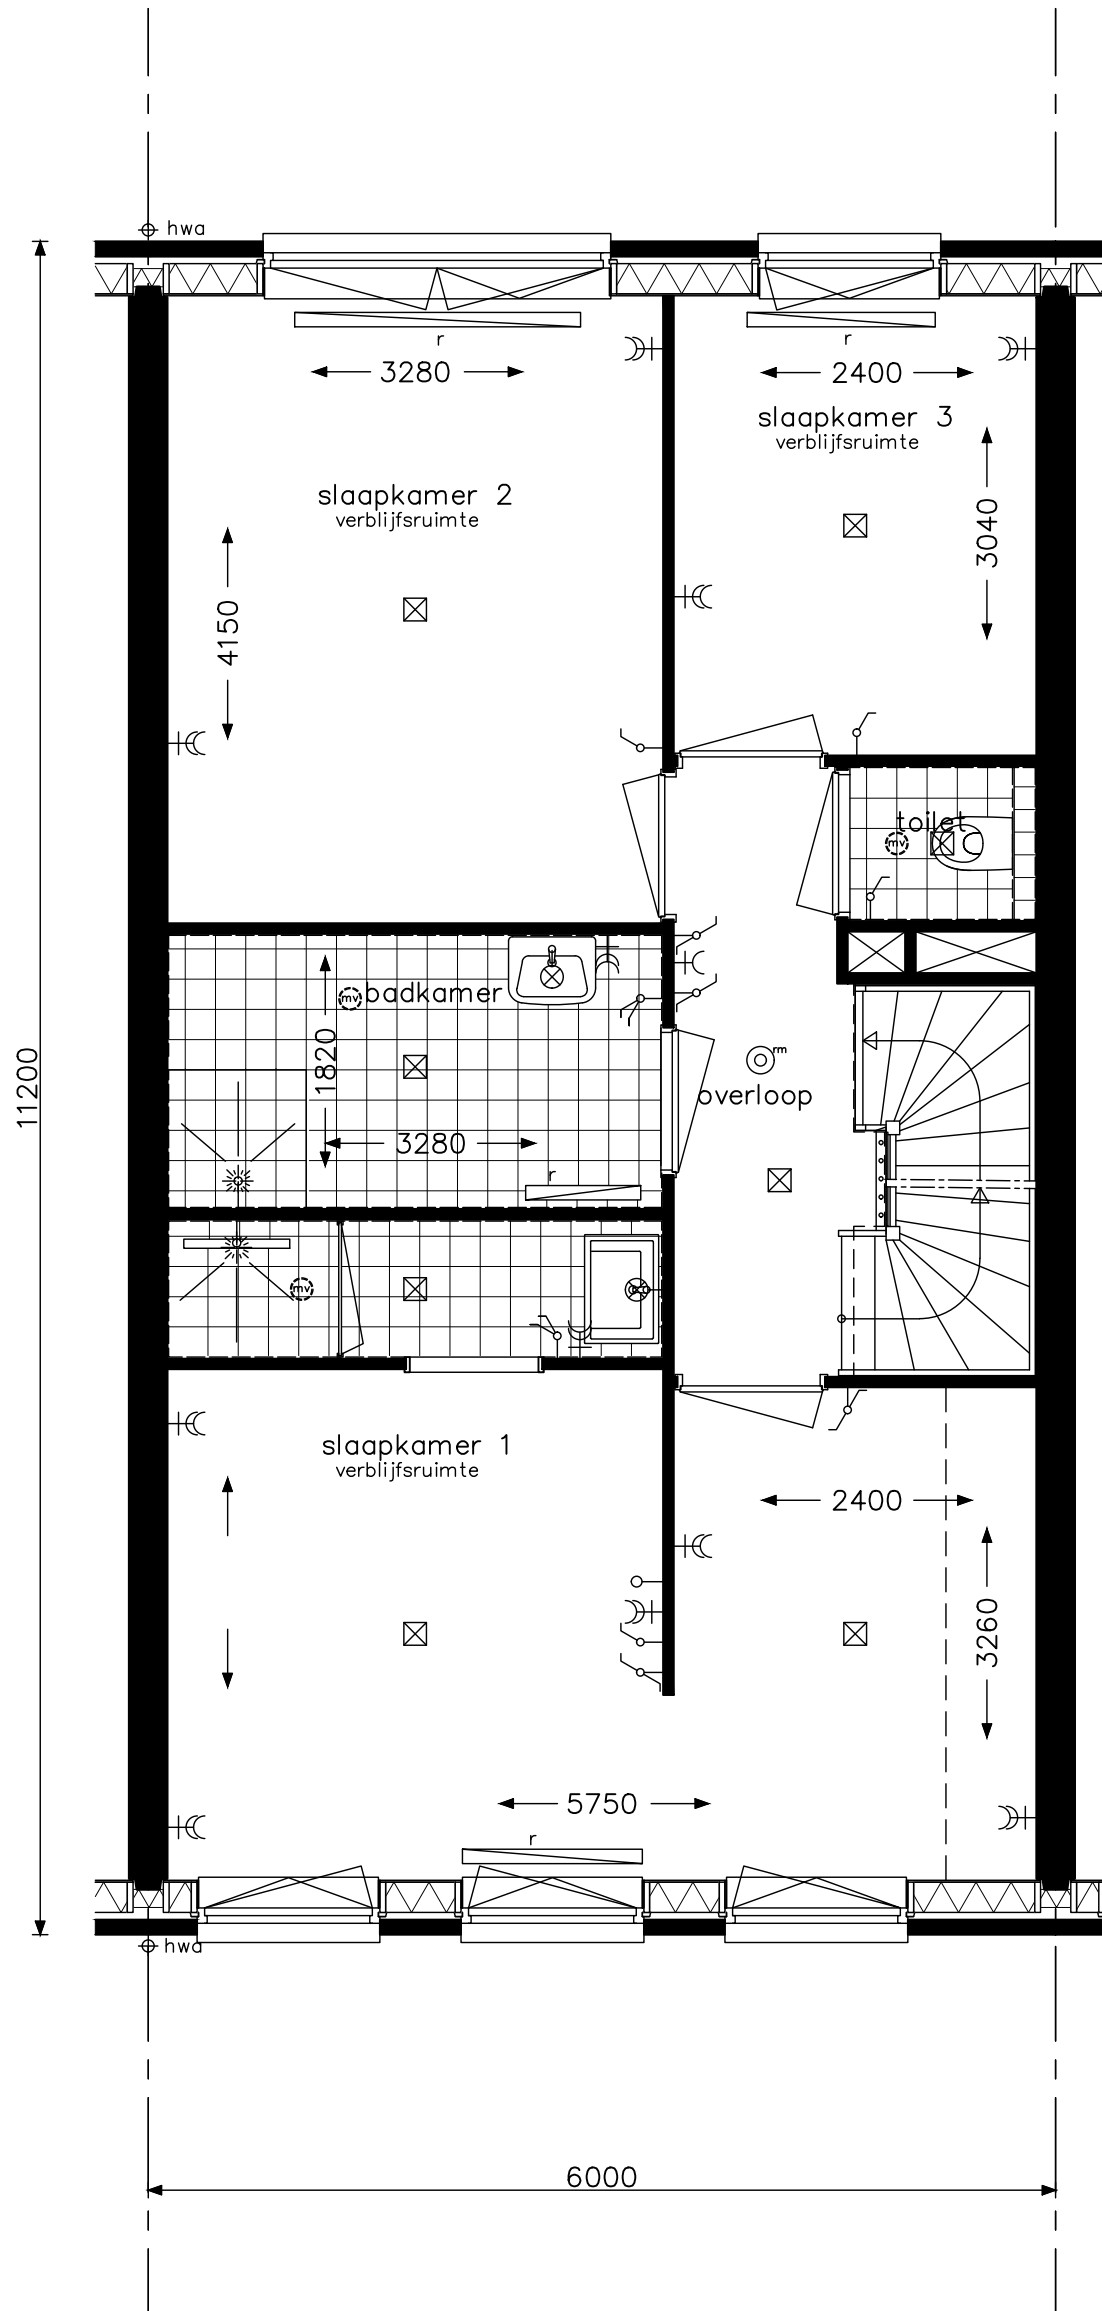 hwa
r
r
3280
2400
slaapkamer 3
verblijfsruimte
slaapkamer 2
verblijfsruimte
3040
4150
toilet
mv
mv
badkamer
1820
11200
rm
overloop
3280
r
mv
slaapkamer 1
verblijfsruimte
2400
3260
5750
r
hwa
6000